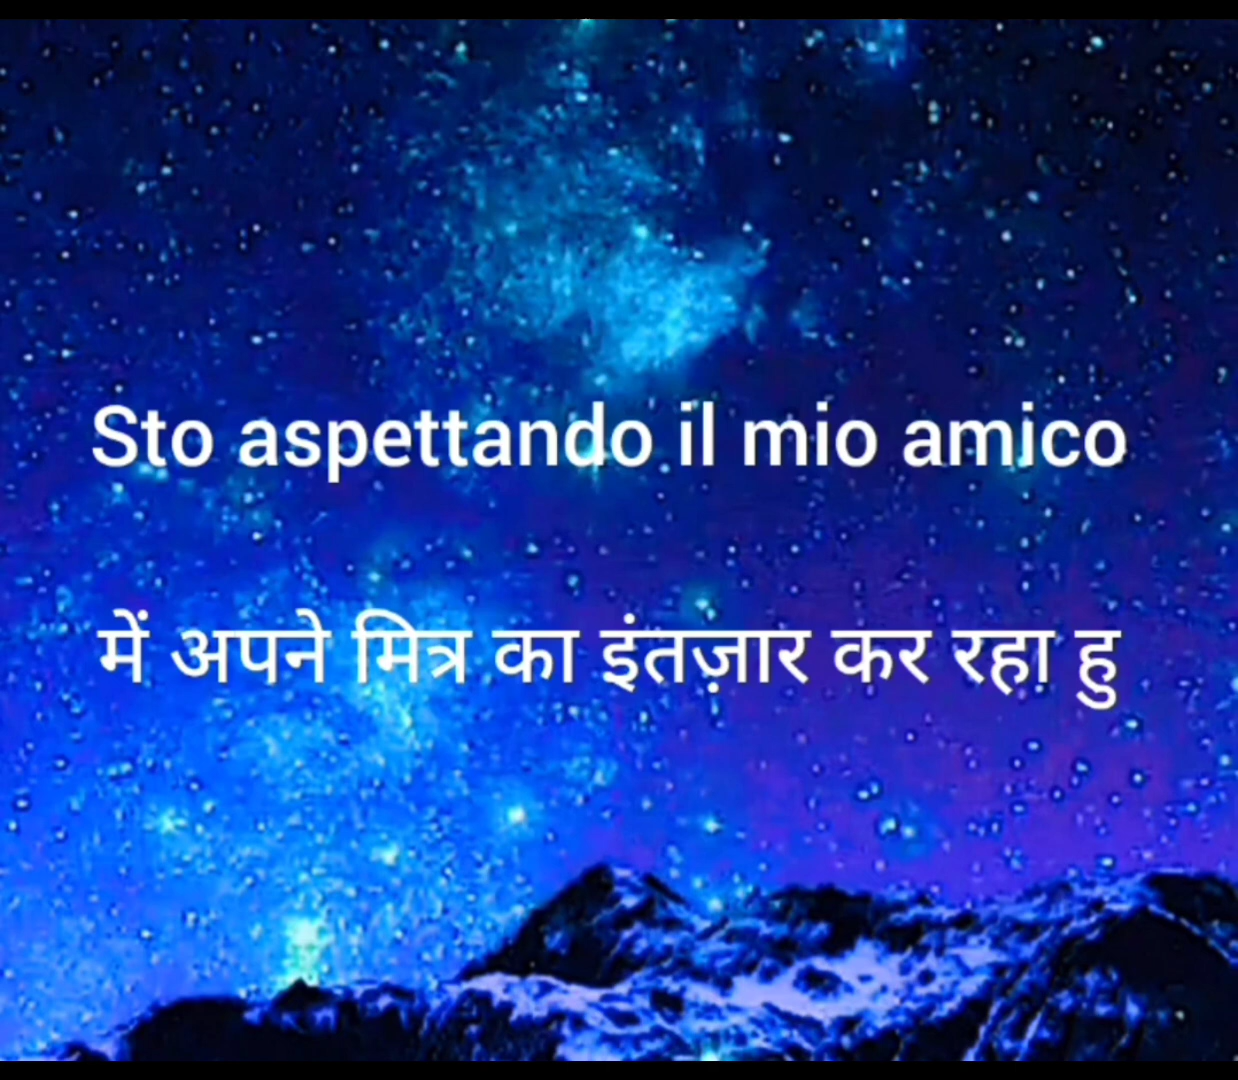 Sto aspettando il mio amico
में अपने मित्र का इंतज़ार कर रहा हु